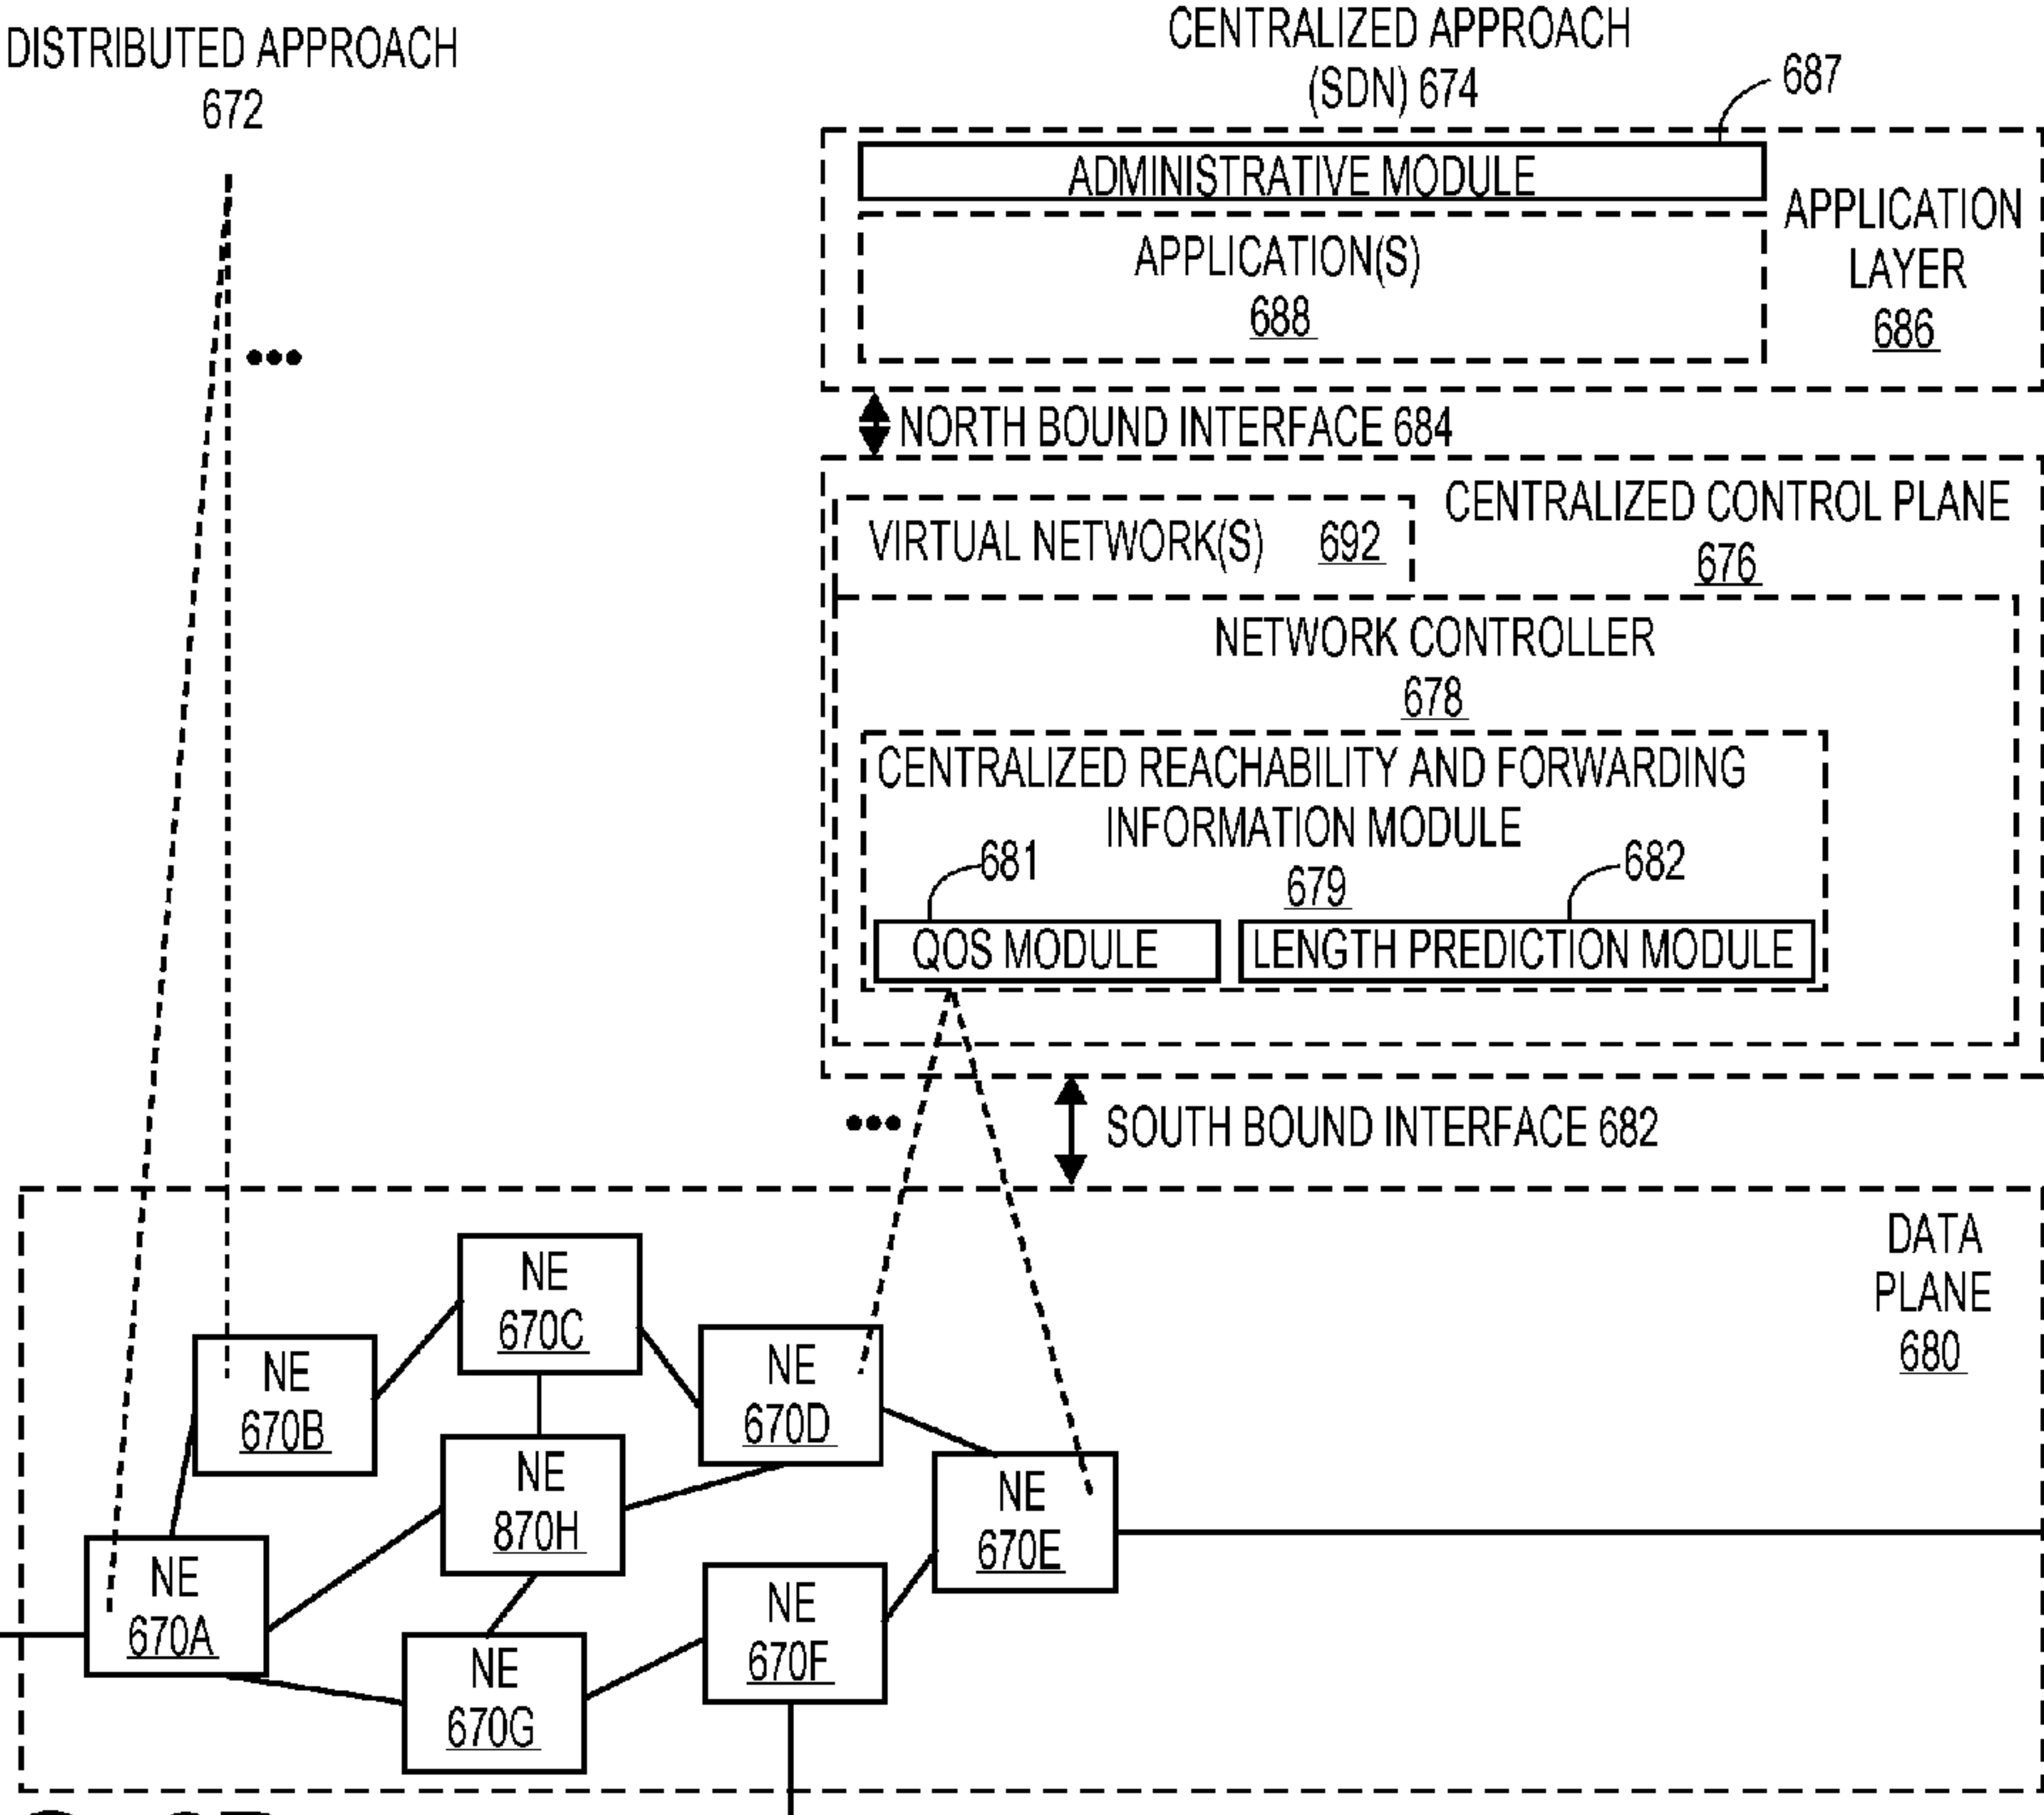 DISTRIBUTED APPROACH
672
CENTRALIZED APPROACH
(SDN) 674
687
ADMINISTRATIVE MODULE
APPLICATION(S)
688
APPLICATION
LAYER
686
NORTH BOUND INTERFACE 684
VIRTUAL NETWORK(S) 692
CENTRALIZED CONTROL PLANE
676
NETWORK CONTROLLER
678
CENTRALIZED REACHABILITY AND FORWARDING
INFORMATION MODULE
679
681
682
QOS MODULE
LENGTH PREDICTION MODULE
SOUTH BOUND INTERFACE 682
DATA
PLANE
680
NE
670C
NE
670B
NE
670D
NE
870H
NE
670E
NE
670A
NE
670F
NE
670G